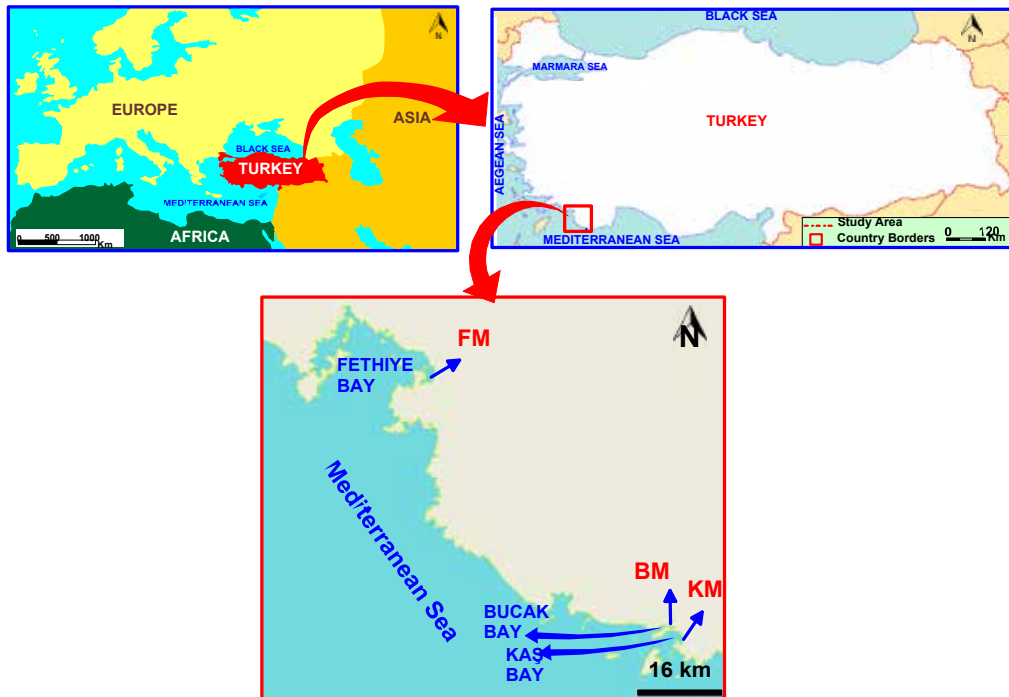 N
EUROPE
ASIA
BLACK SEA
TURKEY
MEDITERRANEAN SEA
AFRICA
0 500 1000
Km
BLACK SEA
N
MARMARA SEA
TURKEY
AEGEAN SEA
MEDITERRANEAN SEA
Study Area
Country Borders
0 120
Km
FM
N
FETHIYE
BAY
Mediterranean Sea
BM
KM
BUCAK
BAY
KAŞ
BAY
16 km